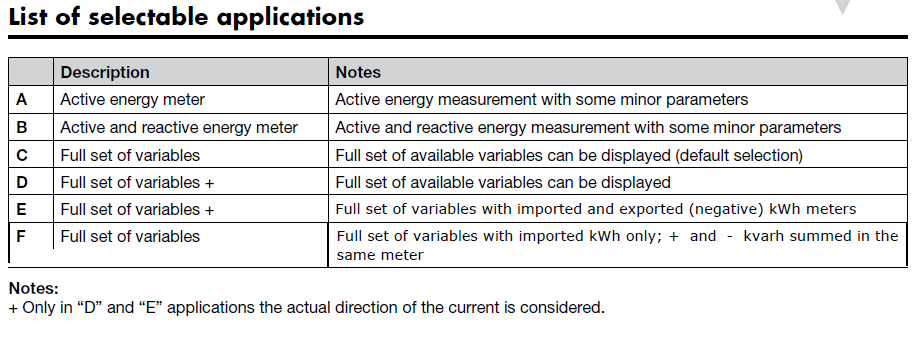 List of selectable applications
Description Notes
A Active energy meter Active energy measurement with some minor parameters
B Active and reactive energy meter Active and reactive energy measurement with some minor parameters
C Full set of variables Full set of available variables can be displayed (default selection)
D Full set of variables + Full set of available variables can be displayed
E Full set of variables + Full set of variables with imported and exported (negative) kWh meters
F Full set of variables Full set of variables with imported kWh only; + and - kvarh summed in the
same meter
Notes:
+ Only in “D” and “E” applications the actual direction of the current is considered.